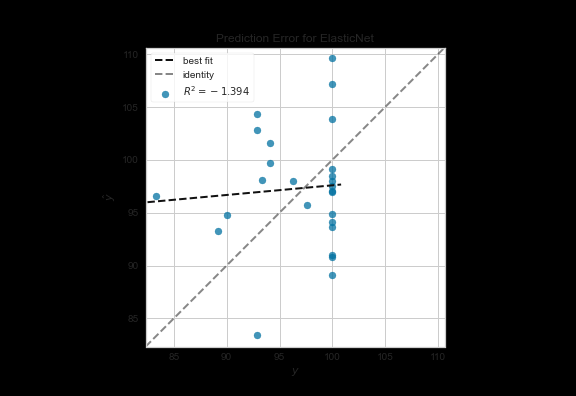 Prediction Error for ElasticNet
best fit
identity
R² = −1.394
110
105
100
95
90
85
ŷ
85 90 95 100 105 110
y